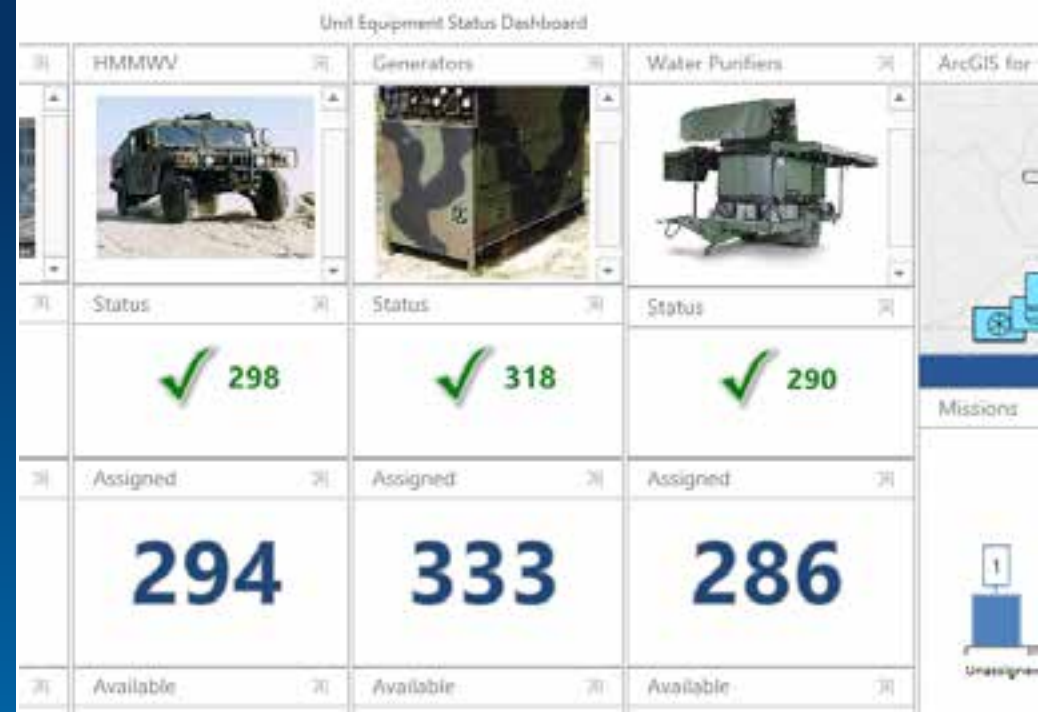 Unit Equipment Status Dashboard
HMMWV Generators Water Purifiers ArcGIS for
Status Status Status
298 318 290
Missions
Assigned Assigned Assigned
294 333 286
1
Available Available Available